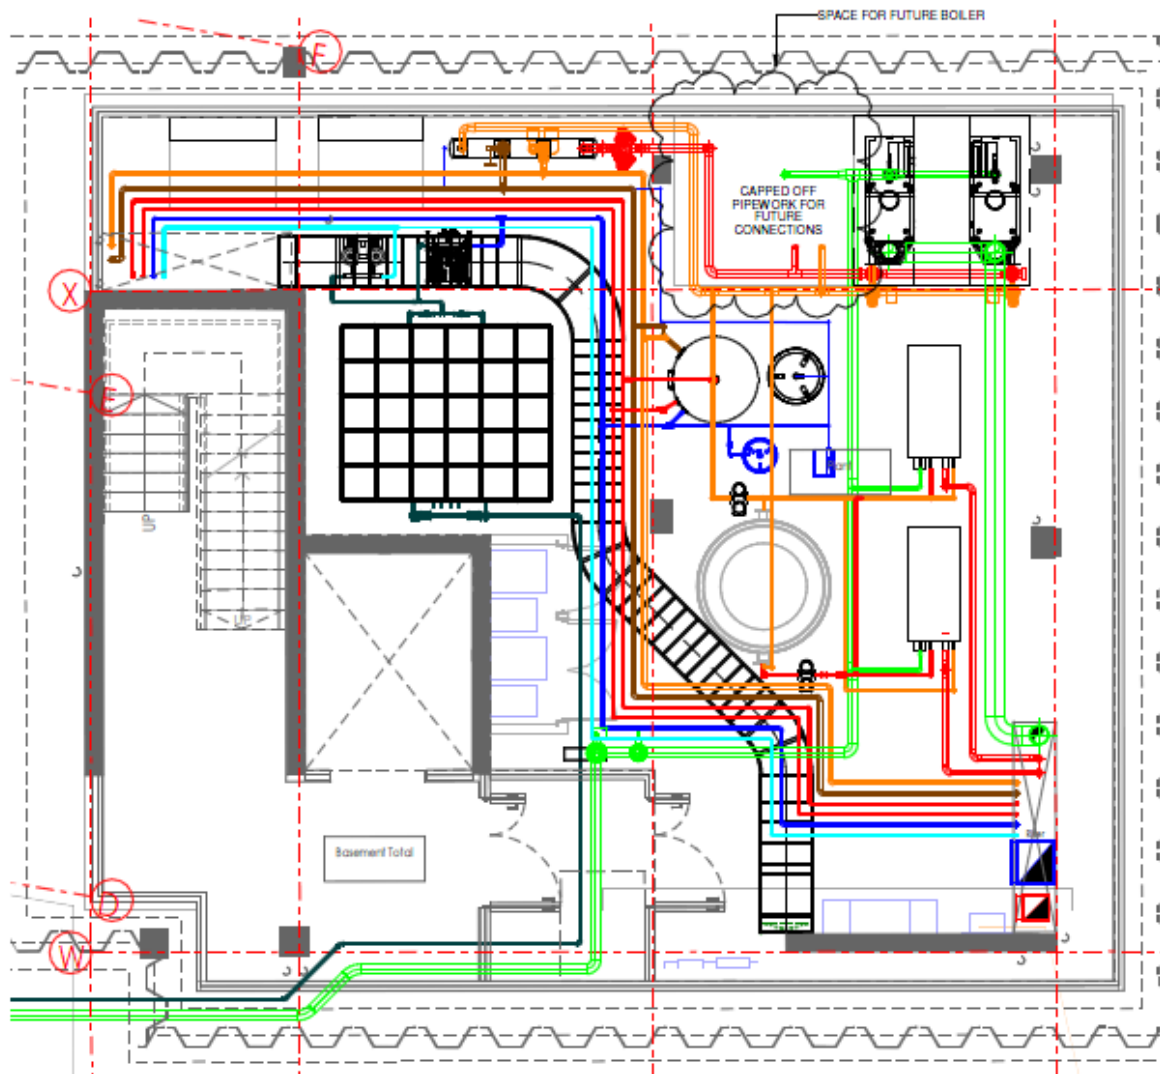 SPACE FOR FUTURE BOILER
F
CAPPED OFF
PIPEWORK FOR
FUTURE
CONNECTIONS
X
E
UP
UP
Basement Total
Riser
D
W